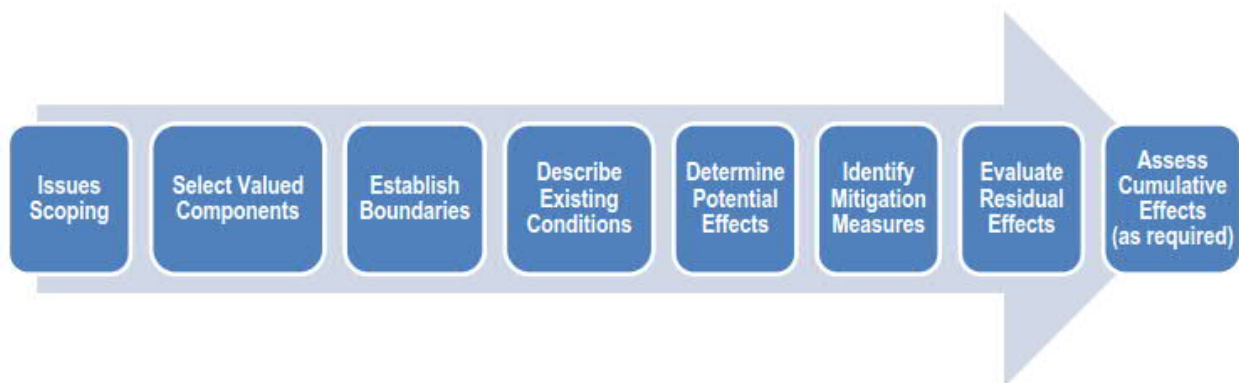 Issues
Scoping
Select Valued
Components
Establish
Boundaries
Describe
Existing
Conditions
Determine
Potential
Effects
Identify
Mitigation
Measures
Evaluate
Residual
Effects
Assess
Cumulative
Effects
(as required)